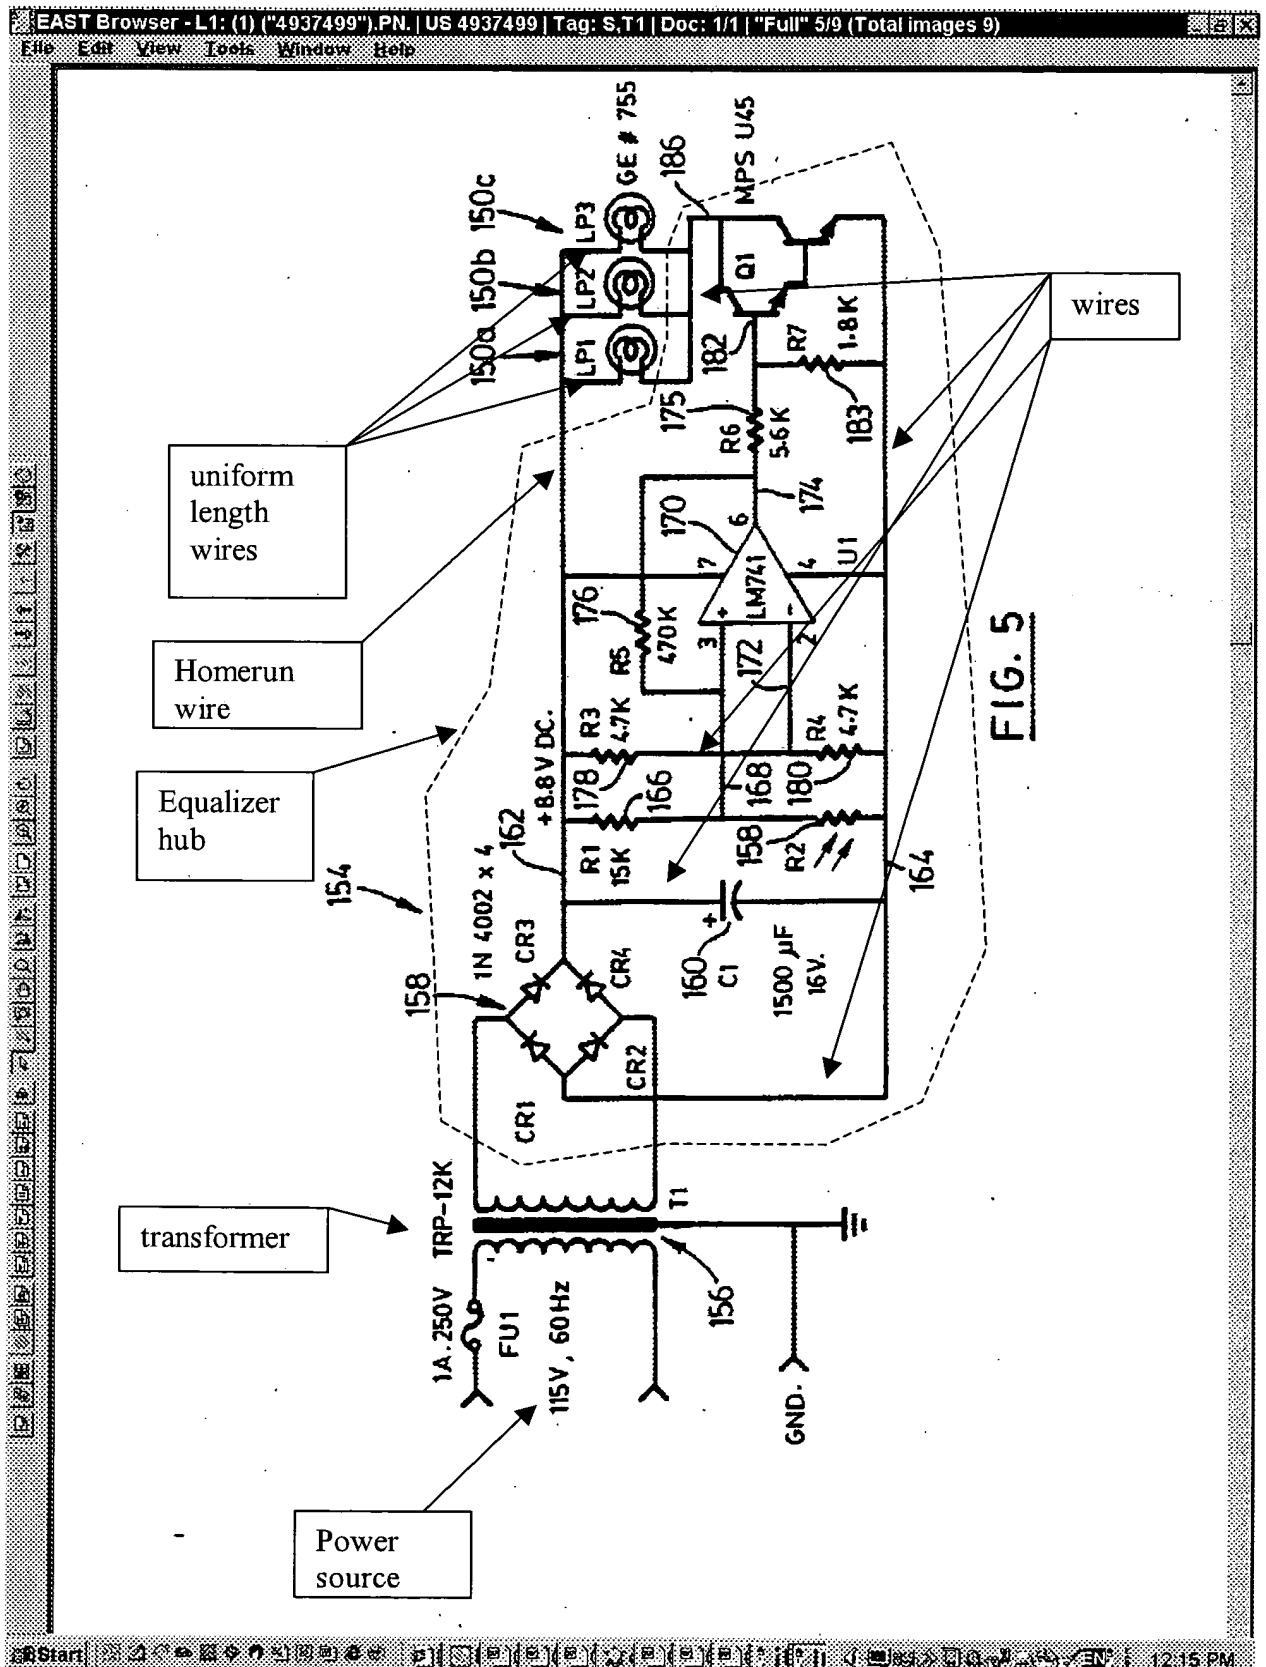 EAST Browser - L1: (1) ("4937499").PN. | US 4937499 | Tag: S,T1 | Doc: 1/1 | "Full" 5/9 (Total images 9)
File Edit View Tools Window Help
150a 150b 150c
LP1 LP2 LP3
GE # 755
186
MPS U45
Q1
182
R7
1.8K
183
175
R6
5.6K
174
170
6
7
4
U1
LM741
3
+
2
-
172
176
R5
470K
+8.8V DC.
R3
4.7K
178
R4
4.7K
180
168
166
R1
15K
162
158
R2
164
154
1N 4002 x 4
158
CR3
CR4
CR1
CR2
+
160
C1
1500 µF
16V.
TRP-12K
T1
156
1A.250V
FU1
115V, 60Hz
GND.
FIG. 5
wires
uniform
length
wires
Homerun
wire
Equalizer
hub
transformer
Power
source
Start
EN
12:15 PM